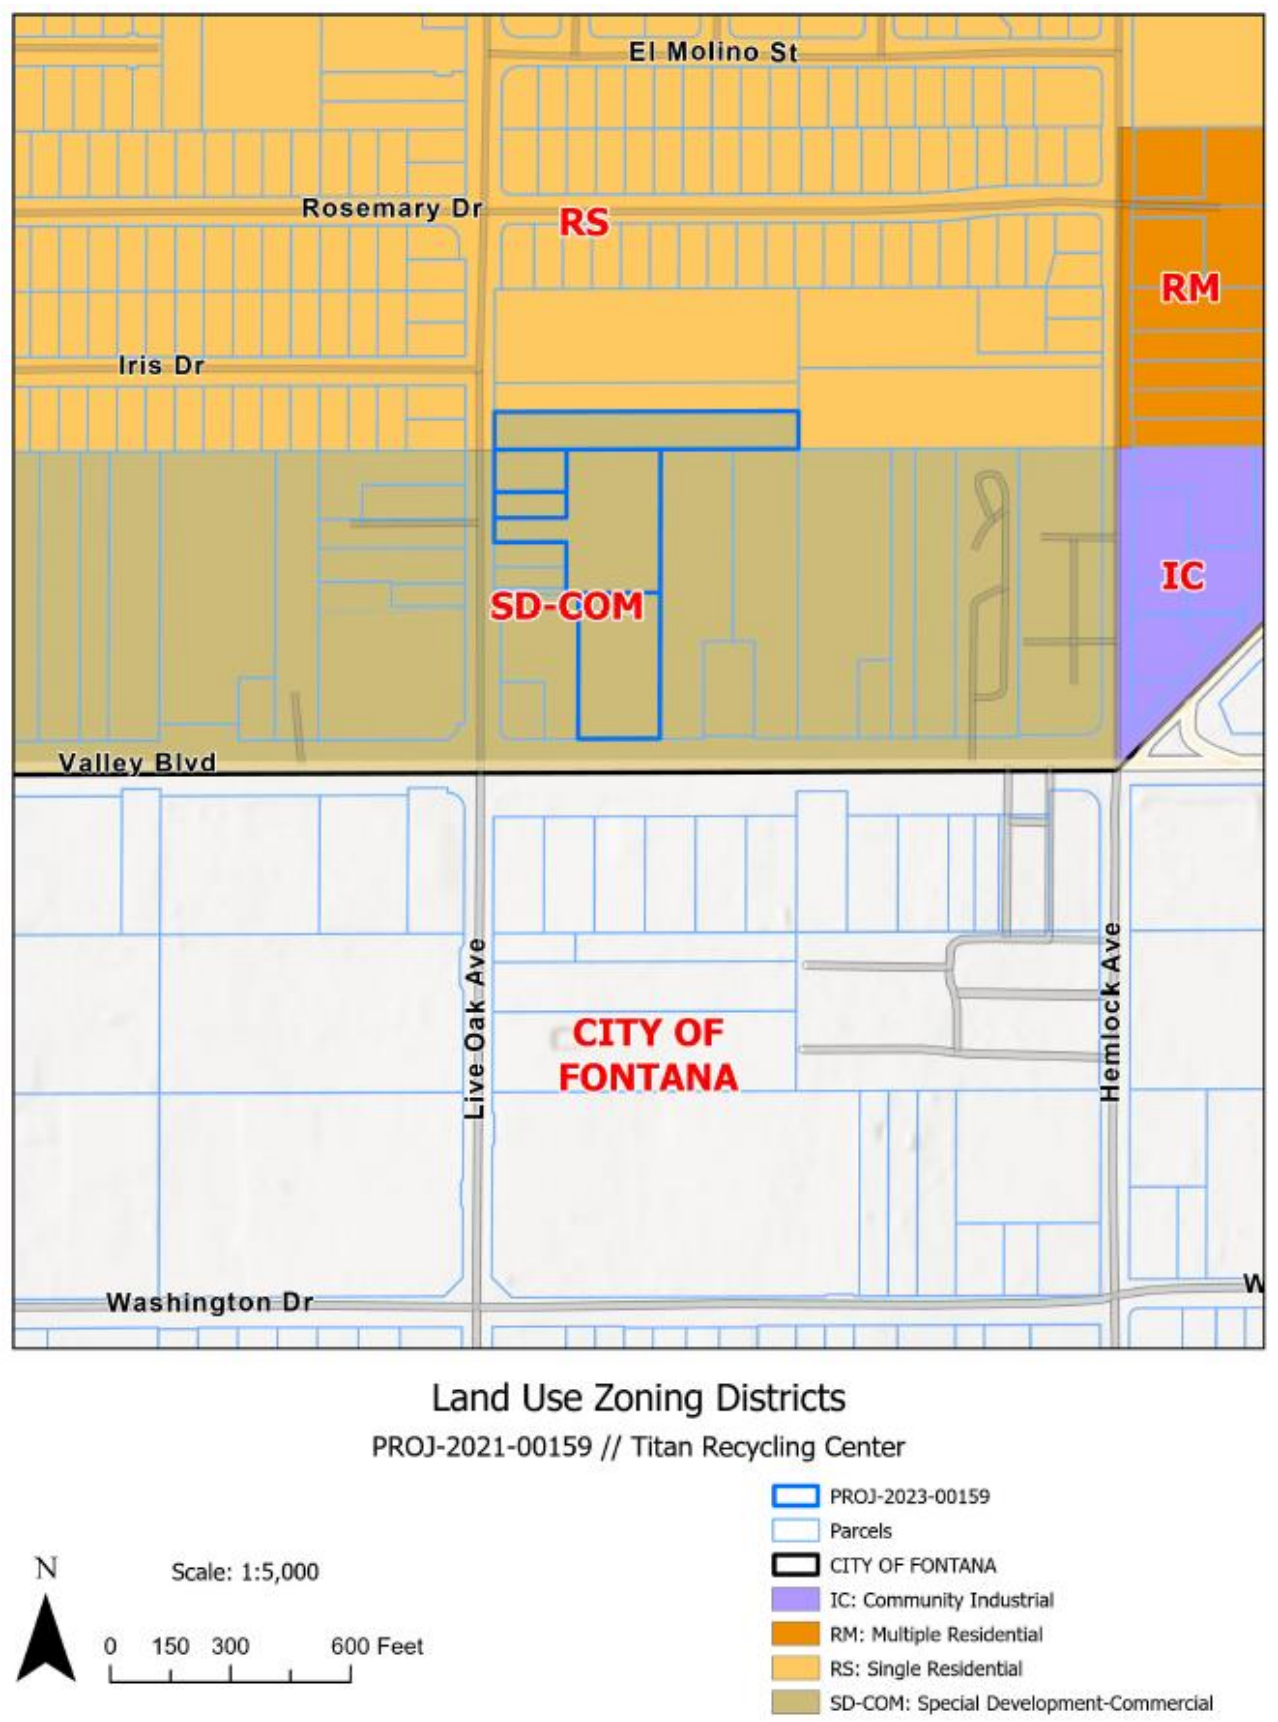 El Molino St
Rosemary Dr
RS
RM
Iris Dr
IC
SD-COM
Valley Blvd
Live Oak Ave
Hemlock Ave
CITY OF
FONTANA
Washington Dr
W
Land Use Zoning Districts
PROJ-2021-00159 // Titan Recycling Center
PROJ-2023-00159
Parcels
CITY OF FONTANA
IC: Community Industrial
RM: Multiple Residential
RS: Single Residential
SD-COM: Special Development-Commercial
N
Scale: 1:5,000
0 150 300 600 Feet